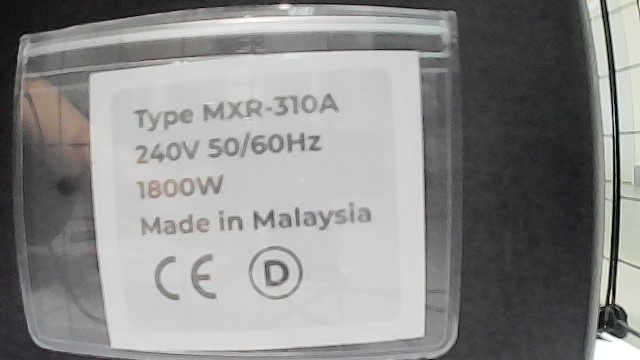 Type MXR-310A
240V 50/60Hz
1800W
Made in Malaysia
CE D